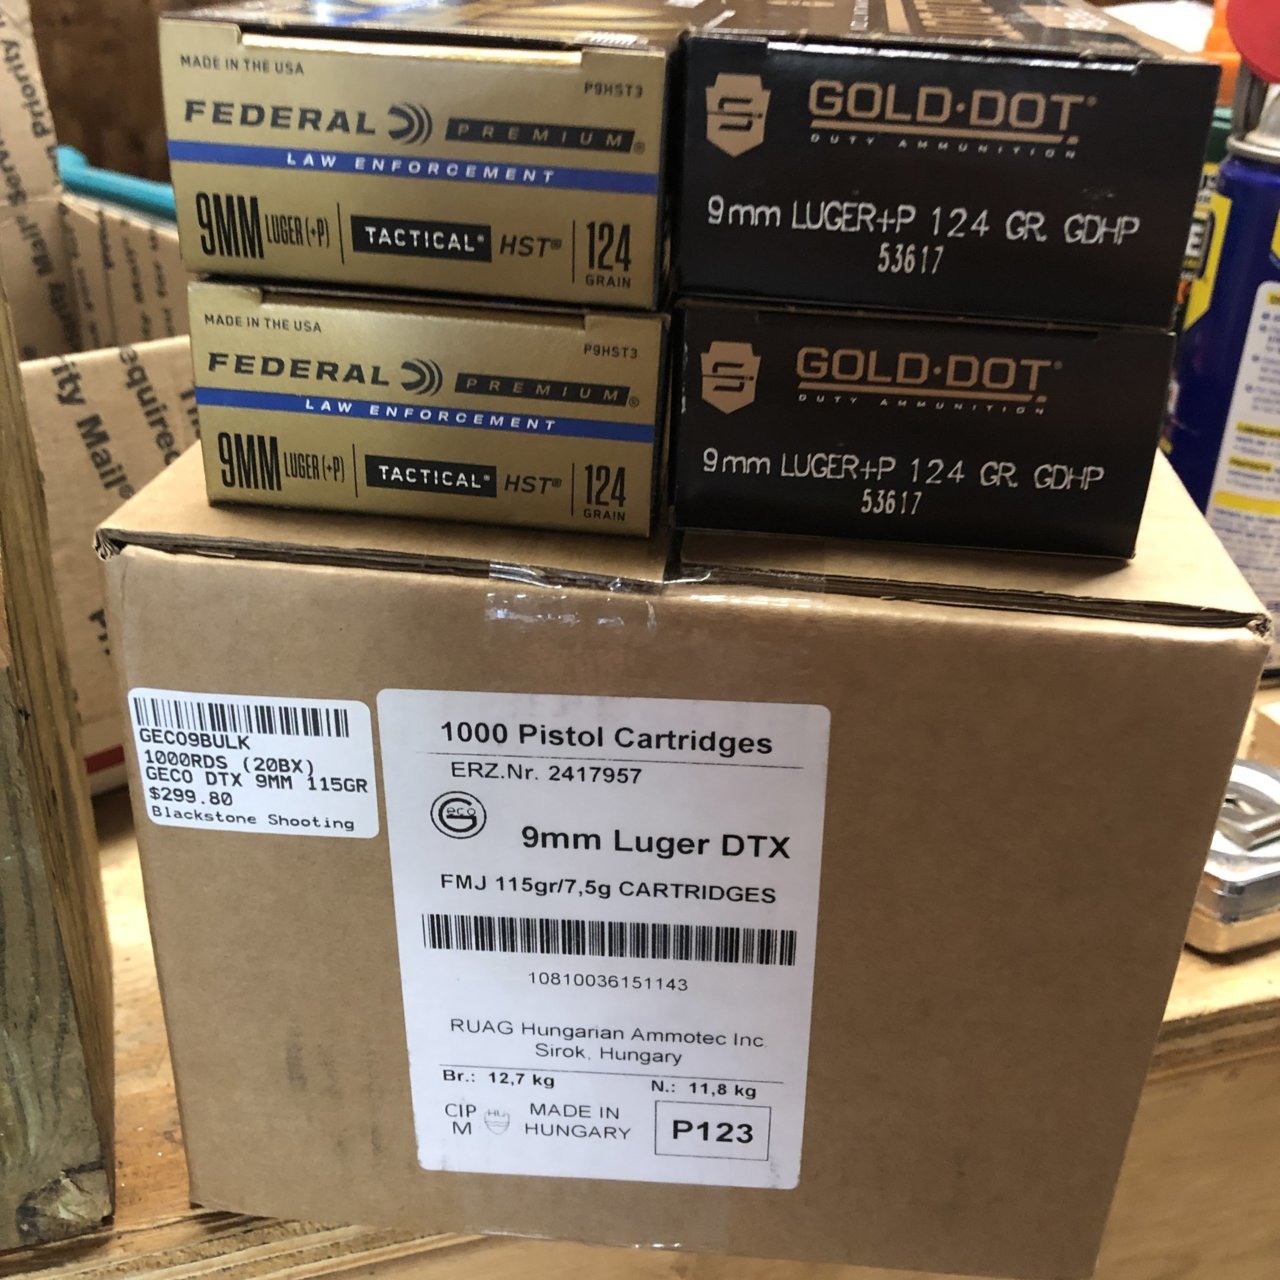 MADE IN THE USA
P9HST3
FEDERAL PREMIUM®
LAW ENFORCEMENT
9MM LUGER (+P) TACTICAL® HST® 124 GRAIN
MADE IN THE USA
P9HST3
FEDERAL PREMIUM®
LAW ENFORCEMENT
9MM LUGER (+P) TACTICAL® HST® 124 GRAIN
GOLD·DOT®
DUTY AMMUNITION
9mm LUGER+P 124 GR. GDHP
53617
GOLD·DOT®
DUTY AMMUNITION
9mm LUGER+P 124 GR. GDHP
53617
GECO9BULK
1000RDS (20BX)
GECO DTX 9MM 115GR
$299.80
Blackstone Shooting
1000 Pistol Cartridges
ERZ.Nr. 2417957
Geco
9mm Luger DTX
FMJ 115gr/7,5g CARTRIDGES
10810036151143
RUAG Hungarian Ammotec Inc
Sirok, Hungary
Br.: 12,7 kg N.: 11,8 kg
CIP
M
HU
MADE IN
HUNGARY
P123
Priority
Mail
ity Mail®
equired